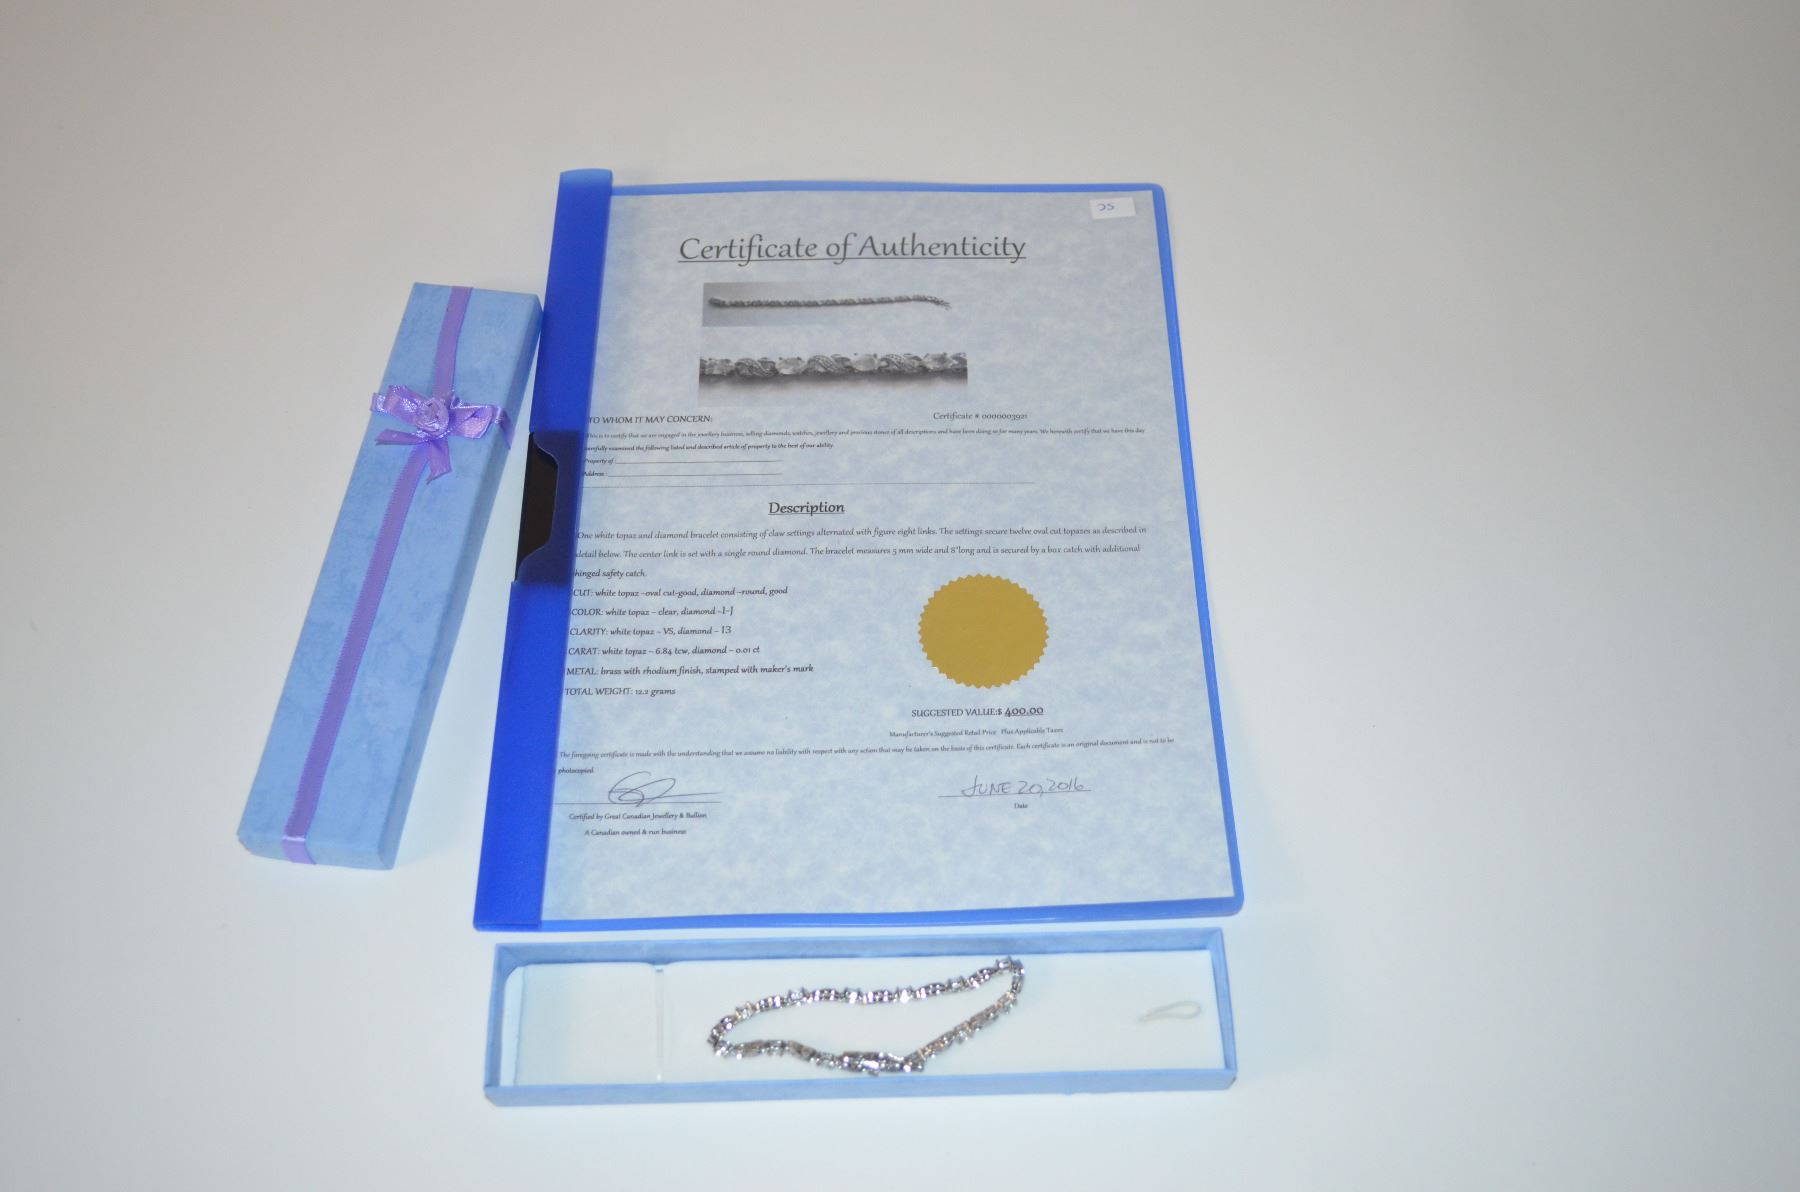 JS
Certificate of Authenticity
TO WHOM IT MAY CONCERN:
Certificate # 0000003921
This is to certify that we are engaged in the jewellery business, selling diamonds, watches, jewellery and precious stones of all descriptions and have been doing so for many years. We herewith certify that we have this day
carefully examined the following listed and described article of property to the best of our ability.
Property of
Address
Description
One white topaz and diamond bracelet consisting of claw settings alternated with figure eight links. The settings secure twelve oval cut topazes as described in
detail below. The center link is set with a single round diamond. The bracelet measures 5 mm wide and 8"long and is secured by a box catch with additional
hinged safety catch.
CUT: white topaz –oval cut-good, diamond –round, good
COLOR: white topaz – clear, diamond –I-J
CLARITY: white topaz – VS, diamond – I3
CARAT: white topaz – 6.84 tcw, diamond – 0.01 ct
METAL: brass with rhodium finish, stamped with maker's mark
TOTAL WEIGHT: 12.2 grams
SUGGESTED VALUE:$ 400.00
Manufacturer's Suggested Retail Price Plus Applicable Taxes
The foregoing certificate is made with the understanding that we assume no liability with respect with any action that may be taken on the basis of this certificate. Each certificate is an original document and is not to be
photocopied.
JUNE 20, 2016
Date
Certified by Great Canadian Jewellery & Bullion
A Canadian owned & run business